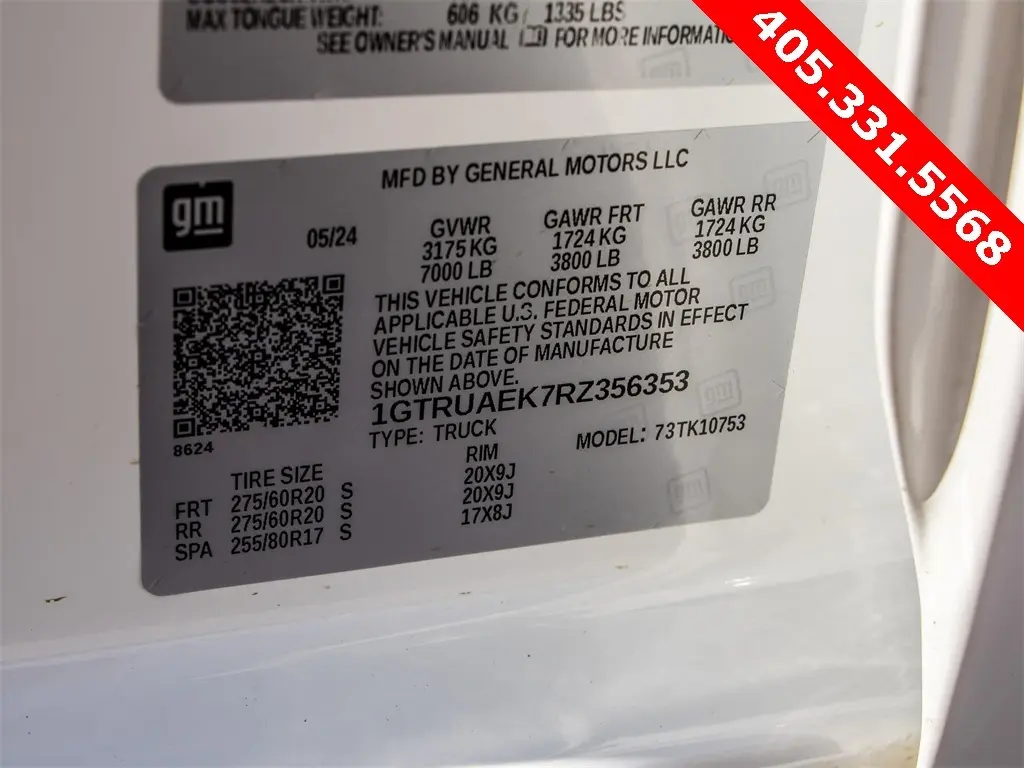 MAX TONGUE WEIGHT: 606 KG/ 1335 LBS
SEE OWNER'S MANUAL FOR MORE INFORMATIO
405.331.5568
gm
MFD BY GENERAL MOTORS LLC
05/24
GVWR GAWR FRT GAWR RR
3175 KG 1724 KG 1724 KG
7000 LB 3800 LB 3800 LB
THIS VEHICLE CONFORMS TO ALL
APPLICABLE U.S. FEDERAL MOTOR
VEHICLE SAFETY STANDARDS IN EFFECT
ON THE DATE OF MANUFACTURE
SHOWN ABOVE.
1GTRUAEK7RZ356353
8624
TYPE: TRUCK MODEL: 73TK10753
TIRE SIZE RIM
FRT 275/60R20 S 20X9J
RR 275/60R20 S 20X9J
SPA 255/80R17 S 17X8J